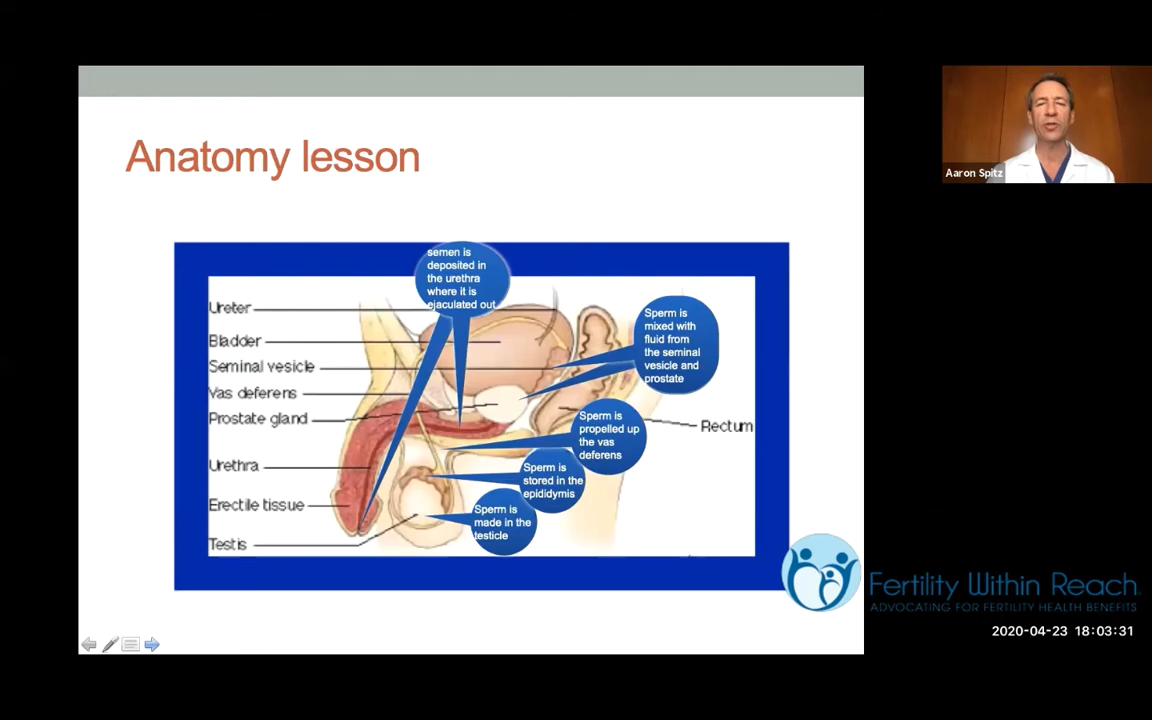 Anatomy lesson
semen is
deposited in
the urethra
where it is
ejaculated out
Ureter
Bladder
Seminal vesicle
Vas deferens
Prostate gland
Urethra
Erectile tissue
Testis
Sperm is
mixed with
fluid from
the seminal
vesicle and
prostate
Sperm is
propelled up
the vas
deferens
Rectum
Sperm is
stored in the
epididymis
Sperm is
made in the
testicle
Aaron Spitz
Fertility Within Reach
ADVOCATING FOR FERTILITY HEALTH BENEFITS
2020-04-23 18:03:31